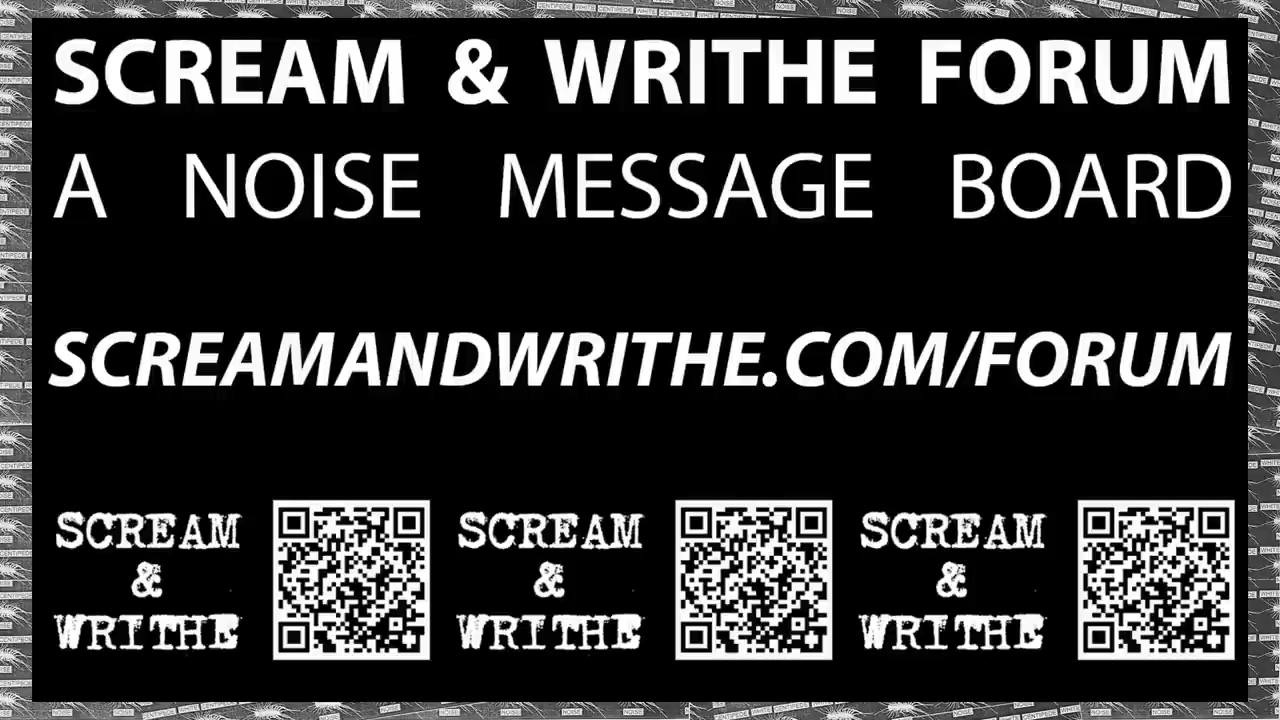 SCREAM & WRITHE FORUM
A NOISE MESSAGE BOARD
SCREAMANDWRITHE.COM/FORUM
SCREAM
&
WRITHE
SCREAM
&
WRITHE
SCREAM
&
WRITHE